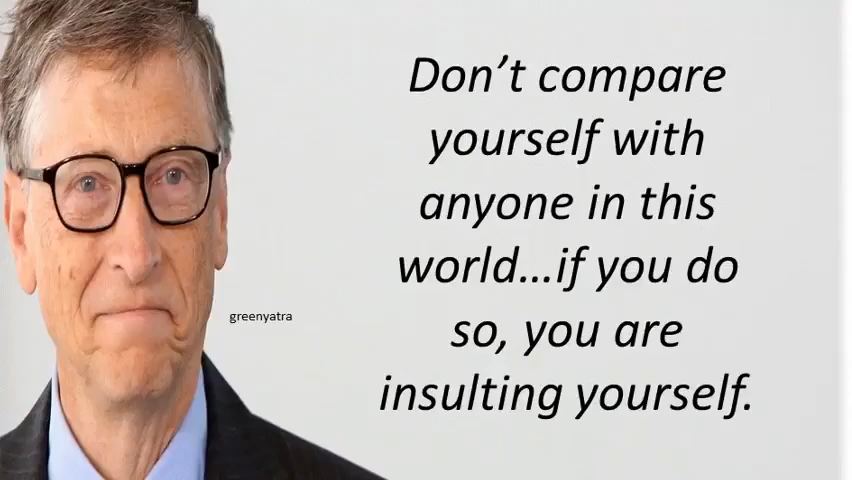 Don’t compare
yourself with
anyone in this
world...if you do
so, you are
insulting yourself.
greenyatra